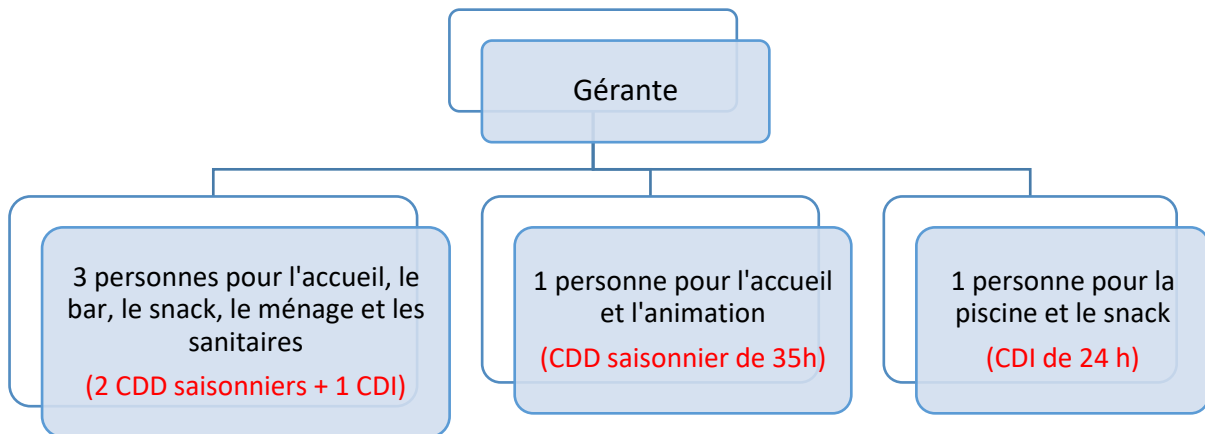 Gérante
3 personnes pour l'accueil, le
bar, le snack, le ménage et les
sanitaires
(2 CDD saisonniers + 1 CDI)
1 personne pour l'accueil
et l'animation
(CDD saisonnier de 35h)
1 personne pour la
piscine et le snack
(CDI de 24 h)